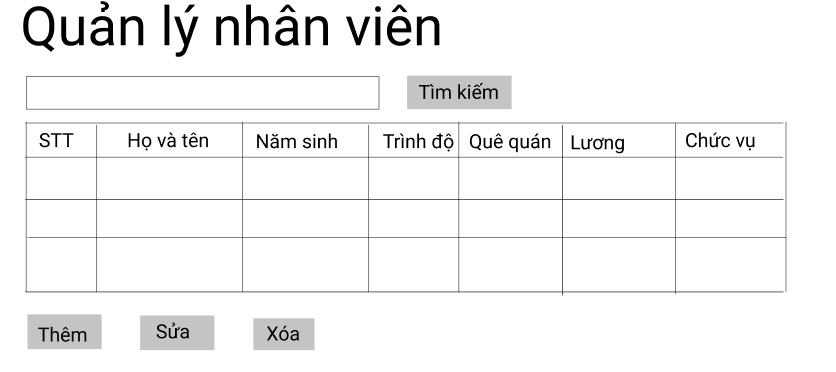 Quản lý nhân viên
Tìm kiếm
STT Họ và tên Năm sinh Trình độ Quê quán Lương Chức vụ
Thêm Sửa Xóa